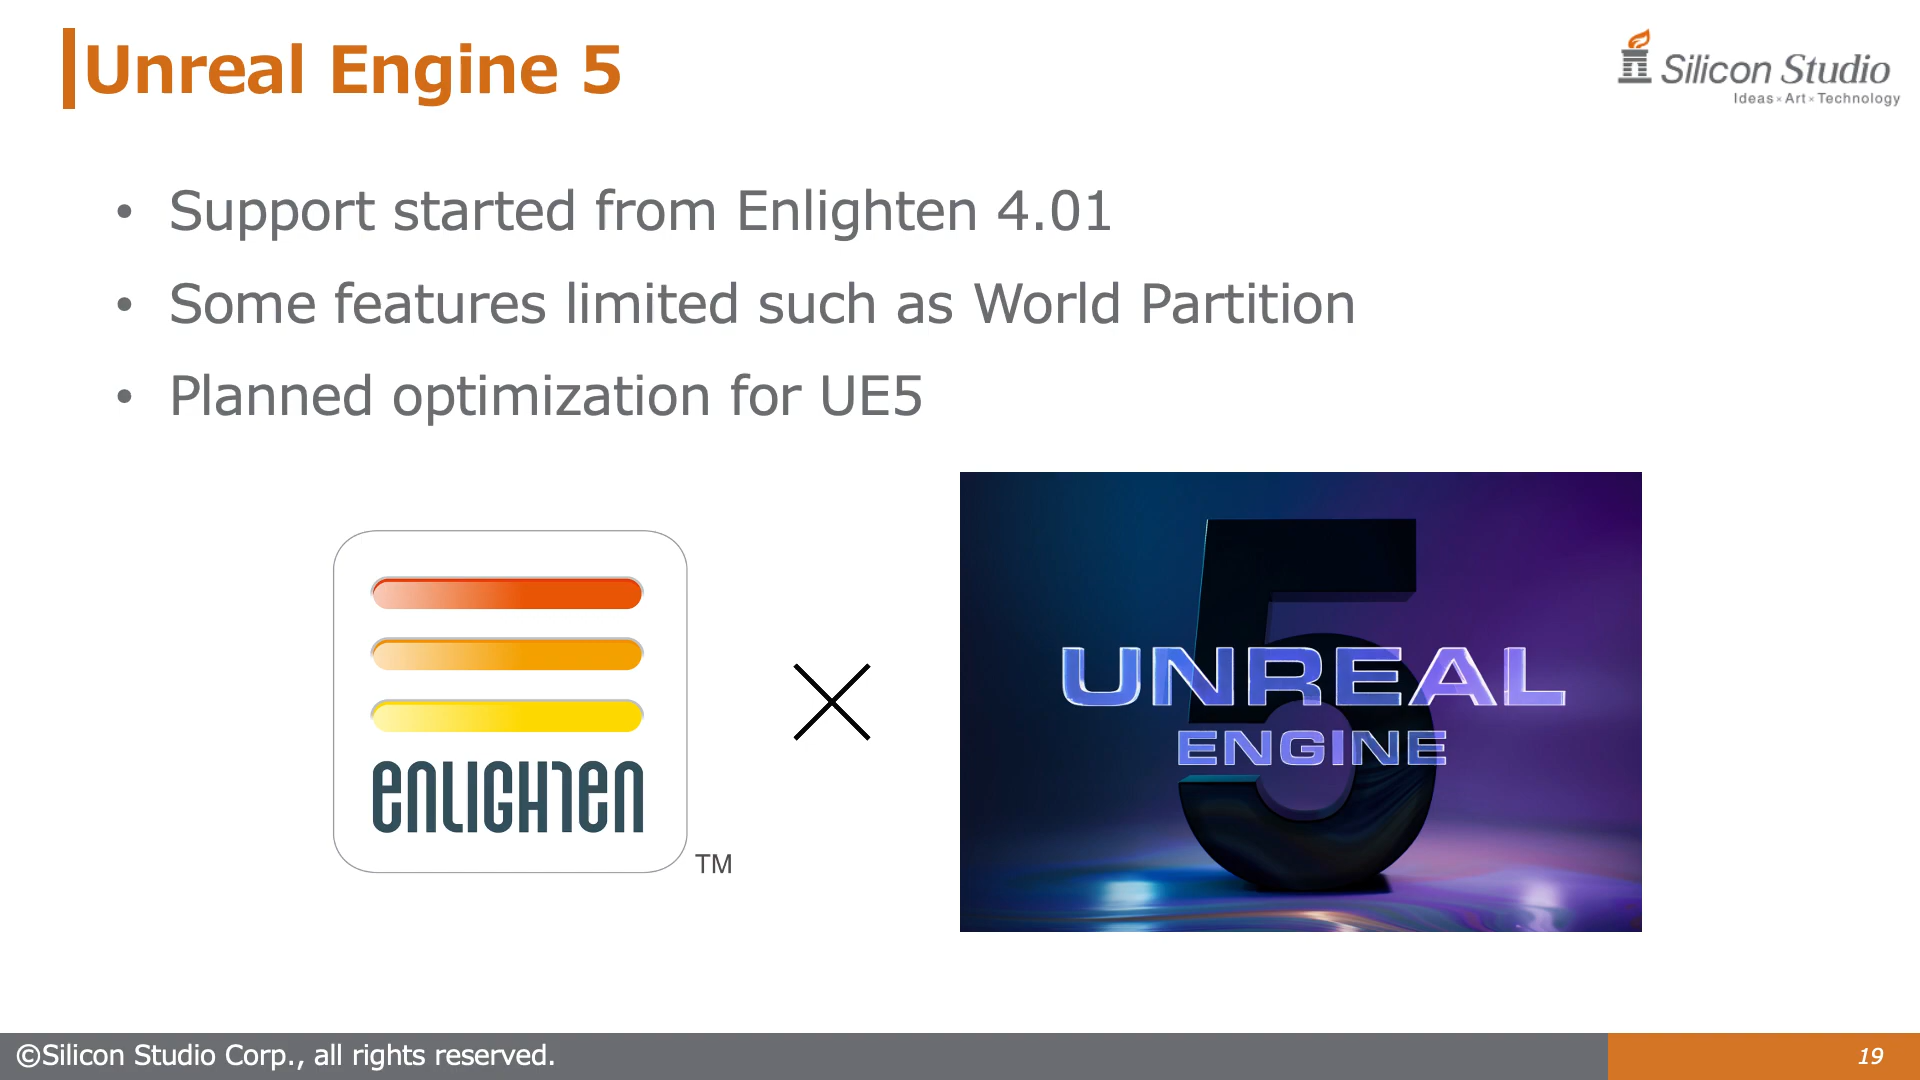 Unreal Engine 5
Silicon Studio
Ideas×Art×Technology
• Support started from Enlighten 4.01
• Some features limited such as World Partition
• Planned optimization for UE5
enlighten
TM
5
UNREAL
ENGINE
©Silicon Studio Corp., all rights reserved.
19